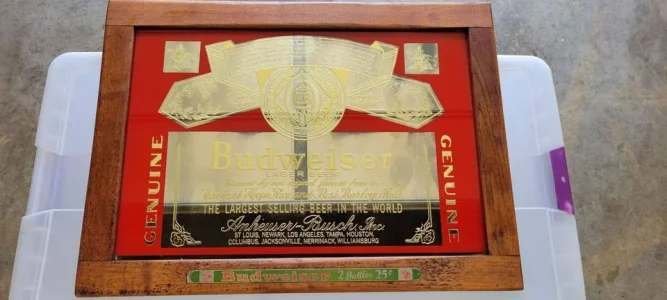 GENUINE
Budweiser
LAGER BEER
THE LARGEST SELLING BEER IN THE WORLD
Anheuser-Busch, Inc.
ST. LOUIS, NEWARK, LOS ANGELES, TAMPA, HOUSTON,
COLUMBUS, JACKSONVILLE, MERRIMACK, WILLIAMSBURG
GENUINE
Budweiser 2 Bottles 25¢